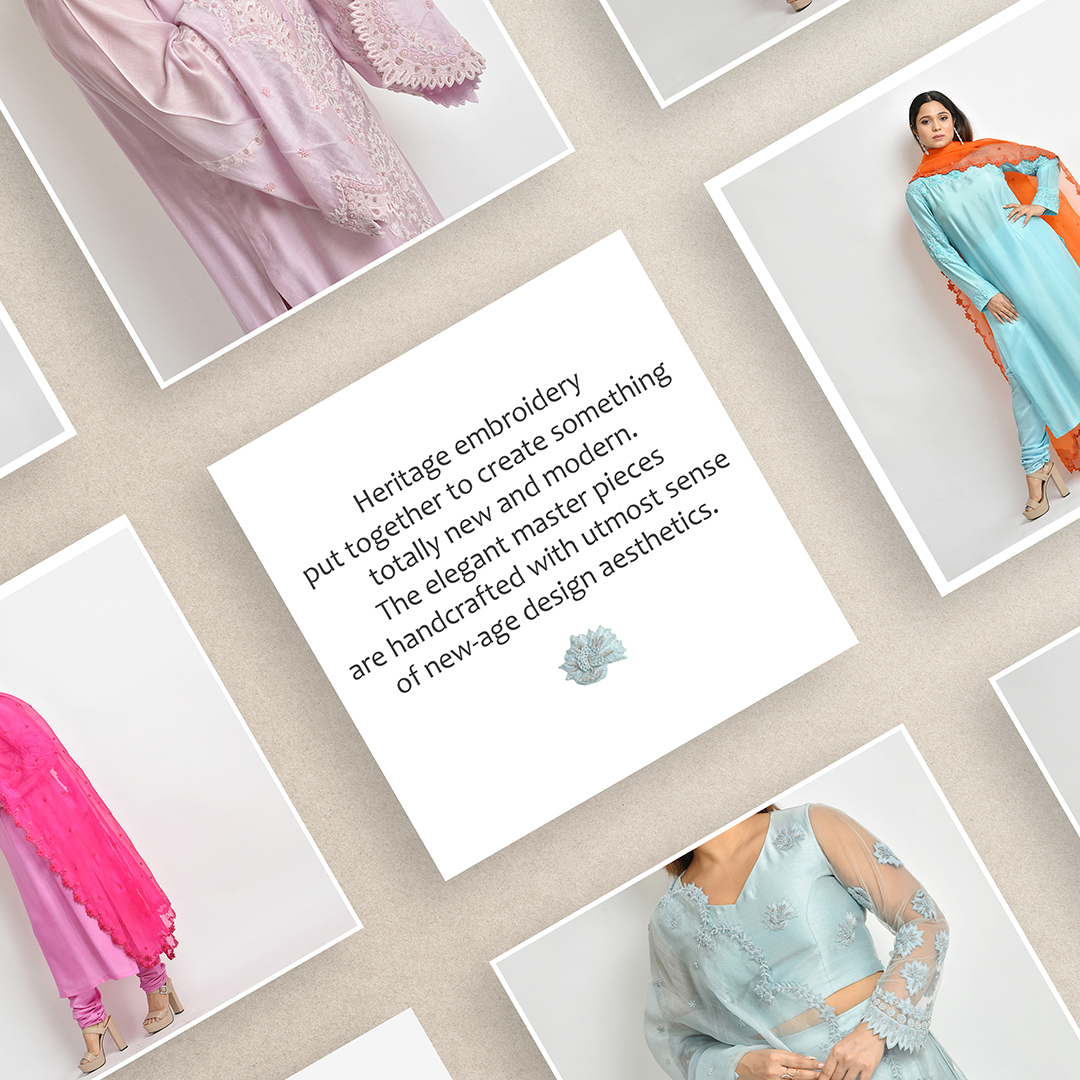 Heritage embroidery
put together to create something
totally new and modern.
The elegant master pieces
are handcrafted with utmost sense
of new-age design aesthetics.